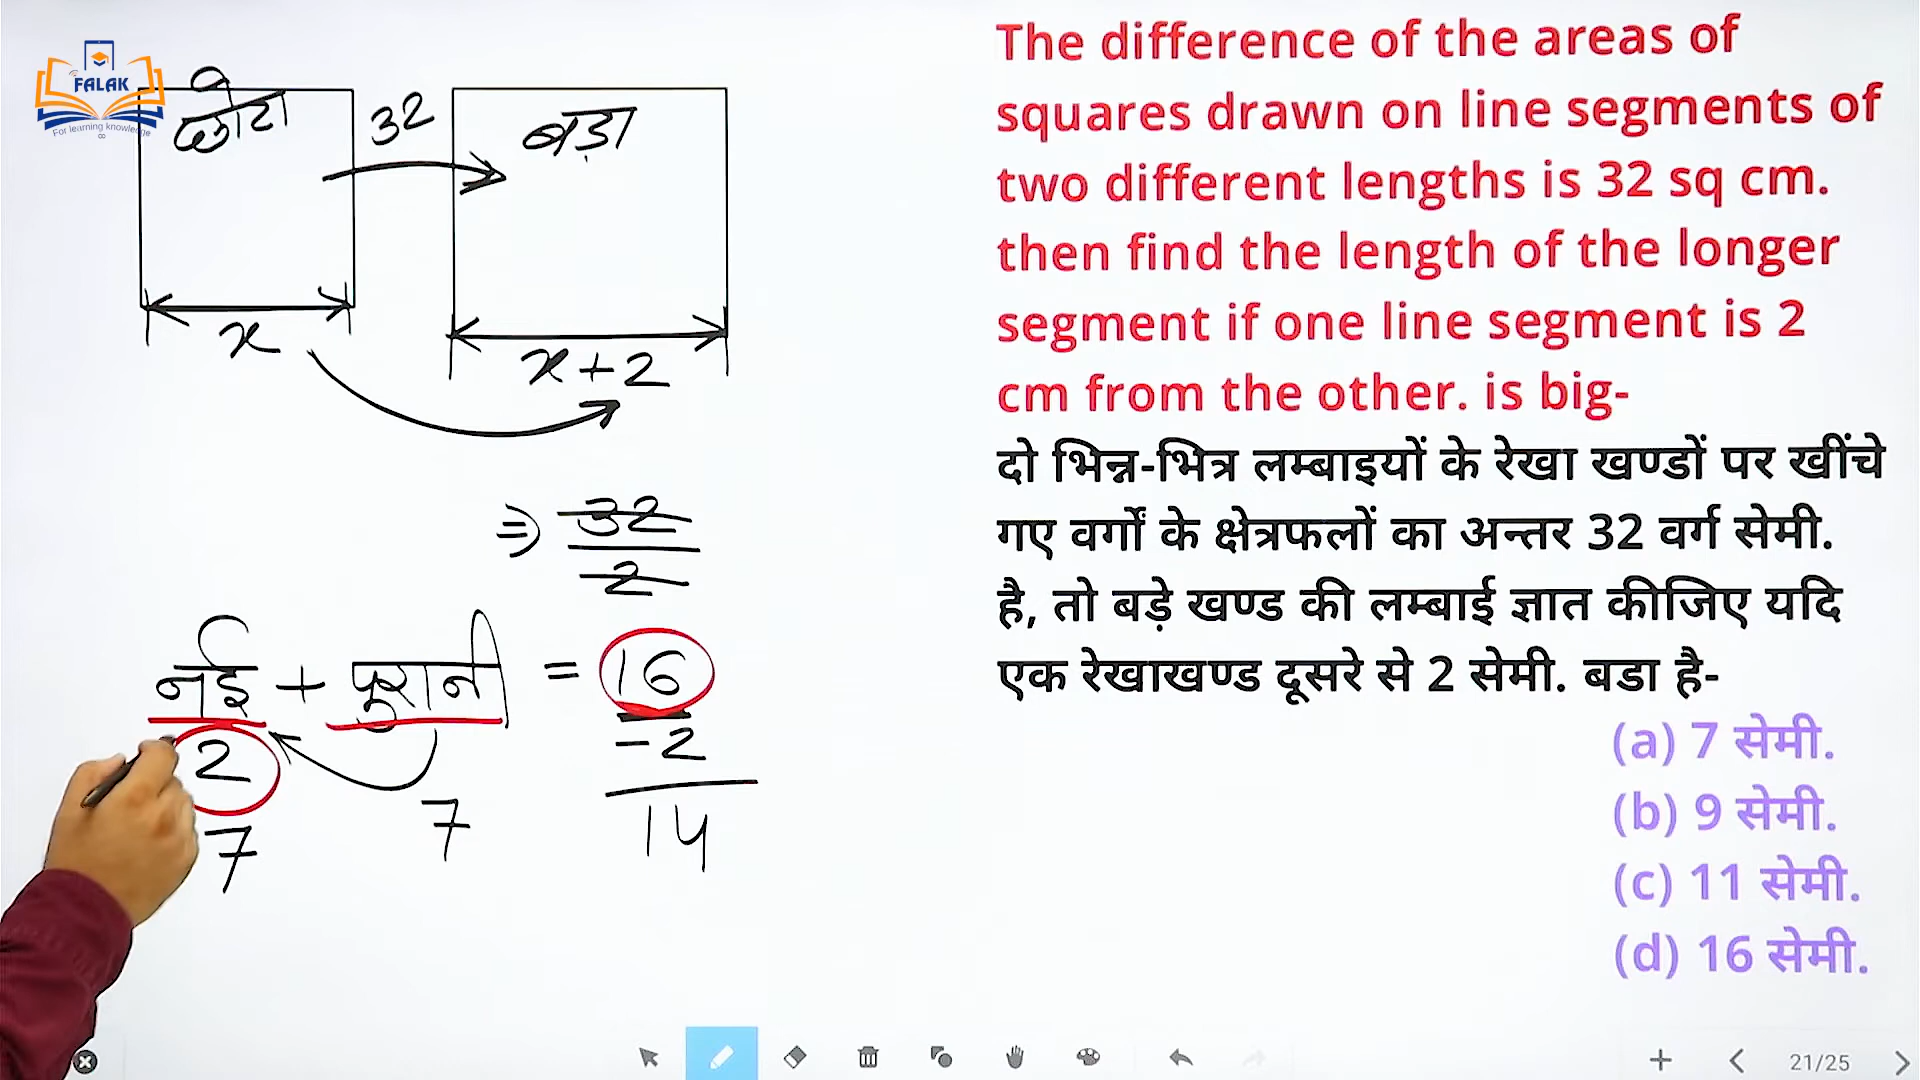 FALAK
For learning knowledge
छोटा
32
बड़ा
x
x+2
⇒ 32
2
नई + पुरानी = 16
2
-2
7
7
14
The difference of the areas of
squares drawn on line segments of
two different lengths is 32 sq cm.
then find the length of the longer
segment if one line segment is 2
cm from the other. is big-
दो भिन्न-भित्र लम्बाइयों के रेखा खण्डों पर खींचे
गए वर्गों के क्षेत्रफलों का अन्तर 32 वर्ग सेमी.
है, तो बड़े खण्ड की लम्बाई ज्ञात कीजिए यदि
एक रेखाखण्ड दूसरे से 2 सेमी. बडा है-
(a) 7 सेमी.
(b) 9 सेमी.
(c) 11 सेमी.
(d) 16 सेमी.
21/25